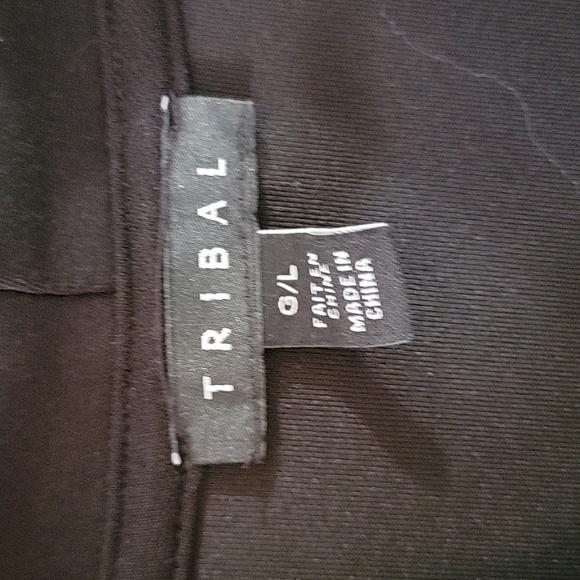 TRIBAL
G/L
FAIT EN
CHINE
MADE IN
CHINA